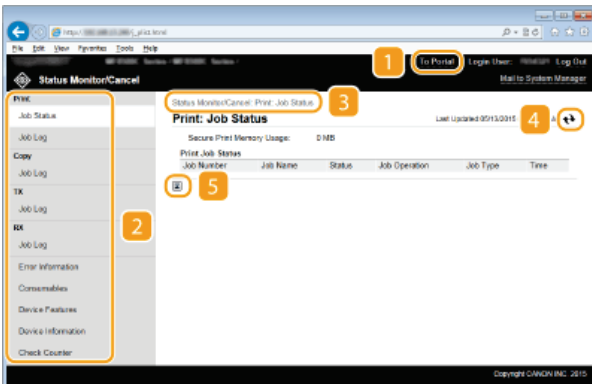 http://
File Edit View Favorites Tools Help
1 To Portal Login User: Log Out
Status Monitor/Cancel Mail to System Manager
Print
Job Status
Job Log
Copy
Job Log
TX
Job Log
RX
Job Log
Error Information
Consumables
Device Features
Device Information
Check Counter
2
Status Monitor/Cancel: Print: Job Status 3
Print: Job Status Last Updated 05/13/2015 4
Secure Print Memory Usage: 0 MB
Print Job Status
Job Number Job Name Status Job Operation Job Type Time
5
Copyright CANON INC. 2015